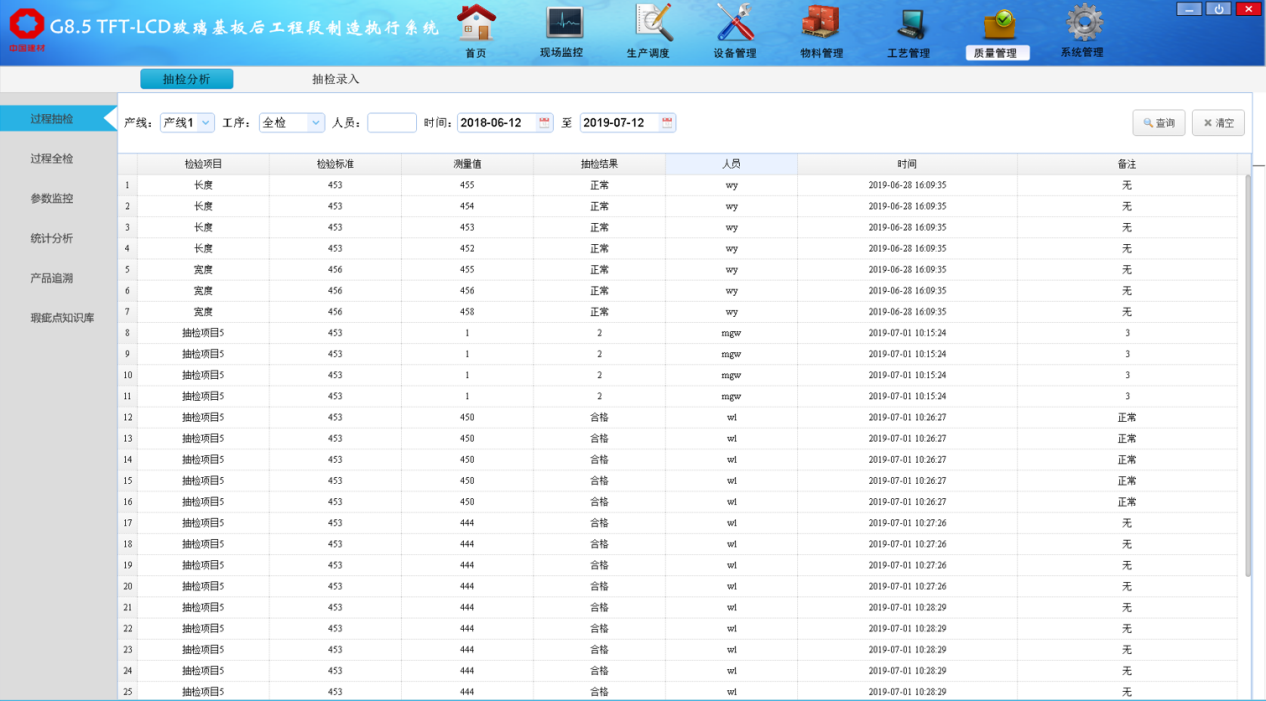 G8.5 TFT-LCD玻璃基板后工程段制造执行系统
中国建材
首页 现场监控 生产调度 设备管理 物料管理 工艺管理 质量管理 系统管理
抽检分析 抽检录入
过程抽检
过程全检
参数监控
统计分析
产品追溯
瑕疵点知识库
产线： 产线1 工序： 全检 人员： 时间： 2018-06-12 至 2019-07-12 查询 清空
检验项目 检验标准 测量值 抽检结果 人员 时间 备注
1 长度 453 455 正常 wy 2019-06-28 16:09:35 无
2 长度 453 454 正常 wy 2019-06-28 16:09:35 无
3 长度 453 453 正常 wy 2019-06-28 16:09:35 无
4 长度 453 452 正常 wy 2019-06-28 16:09:35 无
5 宽度 456 455 正常 wy 2019-06-28 16:09:35 无
6 宽度 456 456 正常 wy 2019-06-28 16:09:35 无
7 宽度 456 458 正常 wy 2019-06-28 16:09:35 无
8 抽检项目5 453 1 2 mgw 2019-07-01 10:15:24 3
9 抽检项目5 453 1 2 mgw 2019-07-01 10:15:24 3
10 抽检项目5 453 1 2 mgw 2019-07-01 10:15:24 3
11 抽检项目5 453 1 2 mgw 2019-07-01 10:15:24 3
12 抽检项目5 453 450 合格 wl 2019-07-01 10:26:27 正常
13 抽检项目5 453 450 合格 wl 2019-07-01 10:26:27 正常
14 抽检项目5 453 450 合格 wl 2019-07-01 10:26:27 正常
15 抽检项目5 453 450 合格 wl 2019-07-01 10:26:27 正常
16 抽检项目5 453 450 合格 wl 2019-07-01 10:26:27 正常
17 抽检项目5 453 444 合格 wl 2019-07-01 10:27:26 无
18 抽检项目5 453 444 合格 wl 2019-07-01 10:27:26 无
19 抽检项目5 453 444 合格 wl 2019-07-01 10:27:26 无
20 抽检项目5 453 444 合格 wl 2019-07-01 10:27:26 无
21 抽检项目5 453 444 合格 wl 2019-07-01 10:28:29 无
22 抽检项目5 453 444 合格 wl 2019-07-01 10:28:29 无
23 抽检项目5 453 444 合格 wl 2019-07-01 10:28:29 无
24 抽检项目5 453 444 合格 wl 2019-07-01 10:28:29 无
25 抽检项目5 453 444 合格 wl 2019-07-01 10:28:29 无